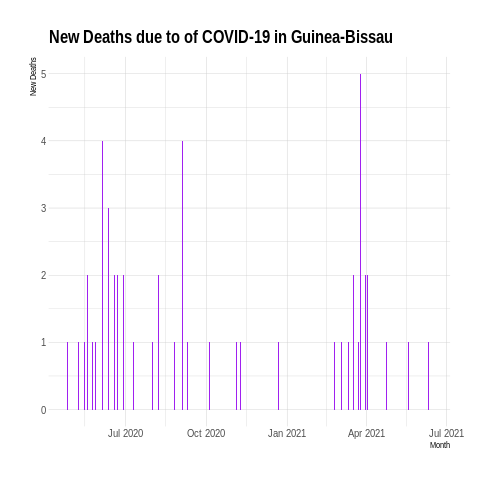 New Deaths due to of COVID-19 in Guinea-Bissau
New Deaths
5
4
3
2
1
0
Jul 2020 Oct 2020 Jan 2021 Apr 2021 Jul 2021
Month